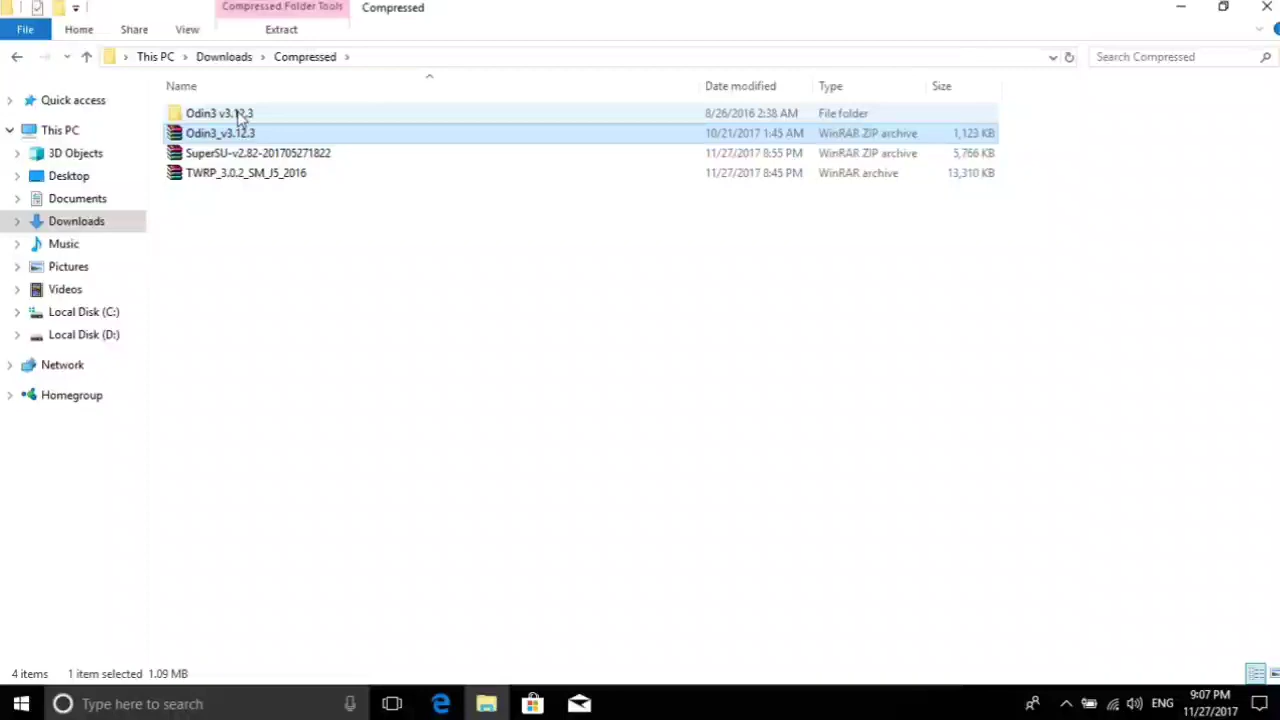 Compressed Folder Tools
Compressed
File
Home
Share
View
Extract
This PC
Downloads
Compressed
Search Compressed
Name
Date modified
Type
Size
Quick access
This PC
3D Objects
Desktop
Documents
Downloads
Music
Pictures
Videos
Local Disk (C:)
Local Disk (D:)
Network
Homegroup
Odin3 v3.12.3 8/26/2016 2:38 AM File folder
Odin3_v3.12.3 10/21/2017 1:45 AM WinRAR ZIP archive 1,123 KB
SuperSU-v2.82-201705271822 11/27/2017 8:55 PM WinRAR ZIP archive 5,766 KB
TWRP_3.0.2_SM_J5_2016 11/27/2017 8:45 PM WinRAR archive 13,310 KB
4 items 1 item selected 1.09 MB
Type here to search
ENG
9:07 PM
11/27/2017